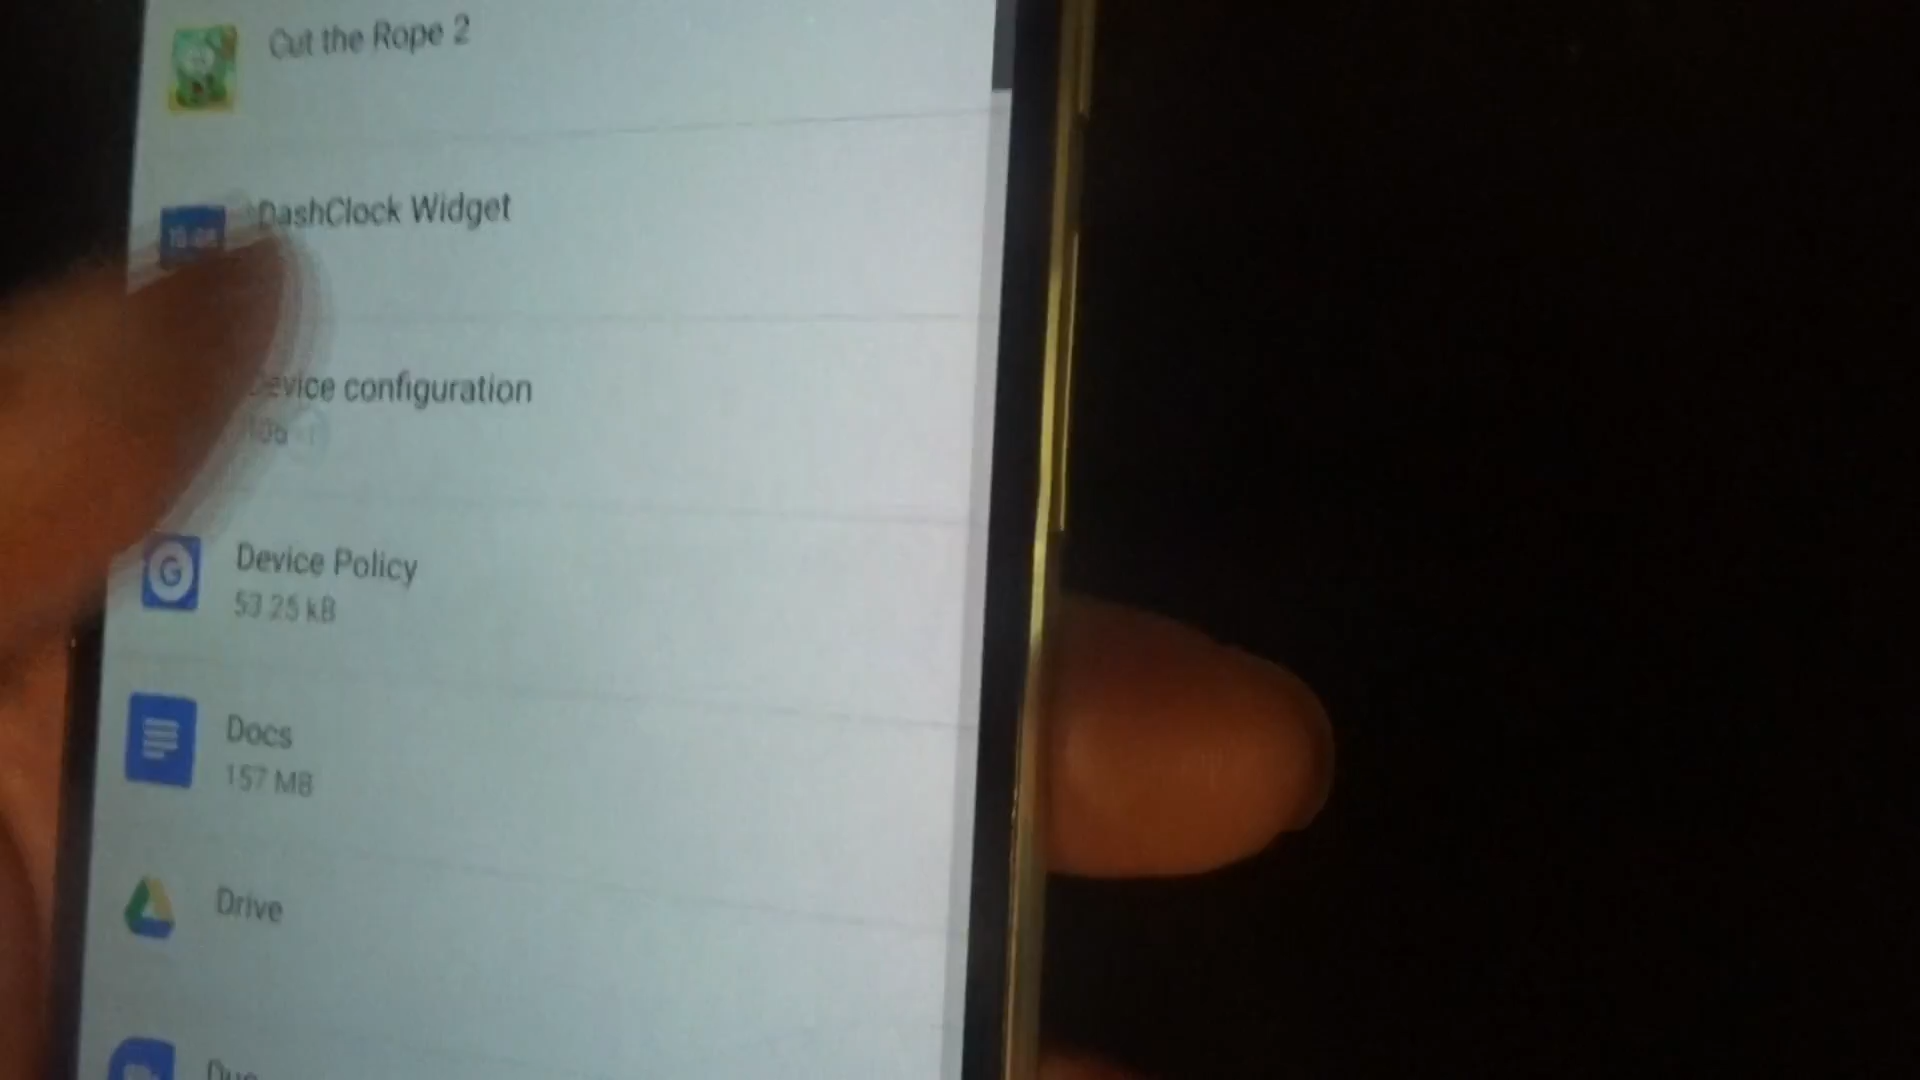 Cut the Rope 2
DashClock Widget
Device configuration
Device Policy
53.25 kB
Docs
157 MB
Drive